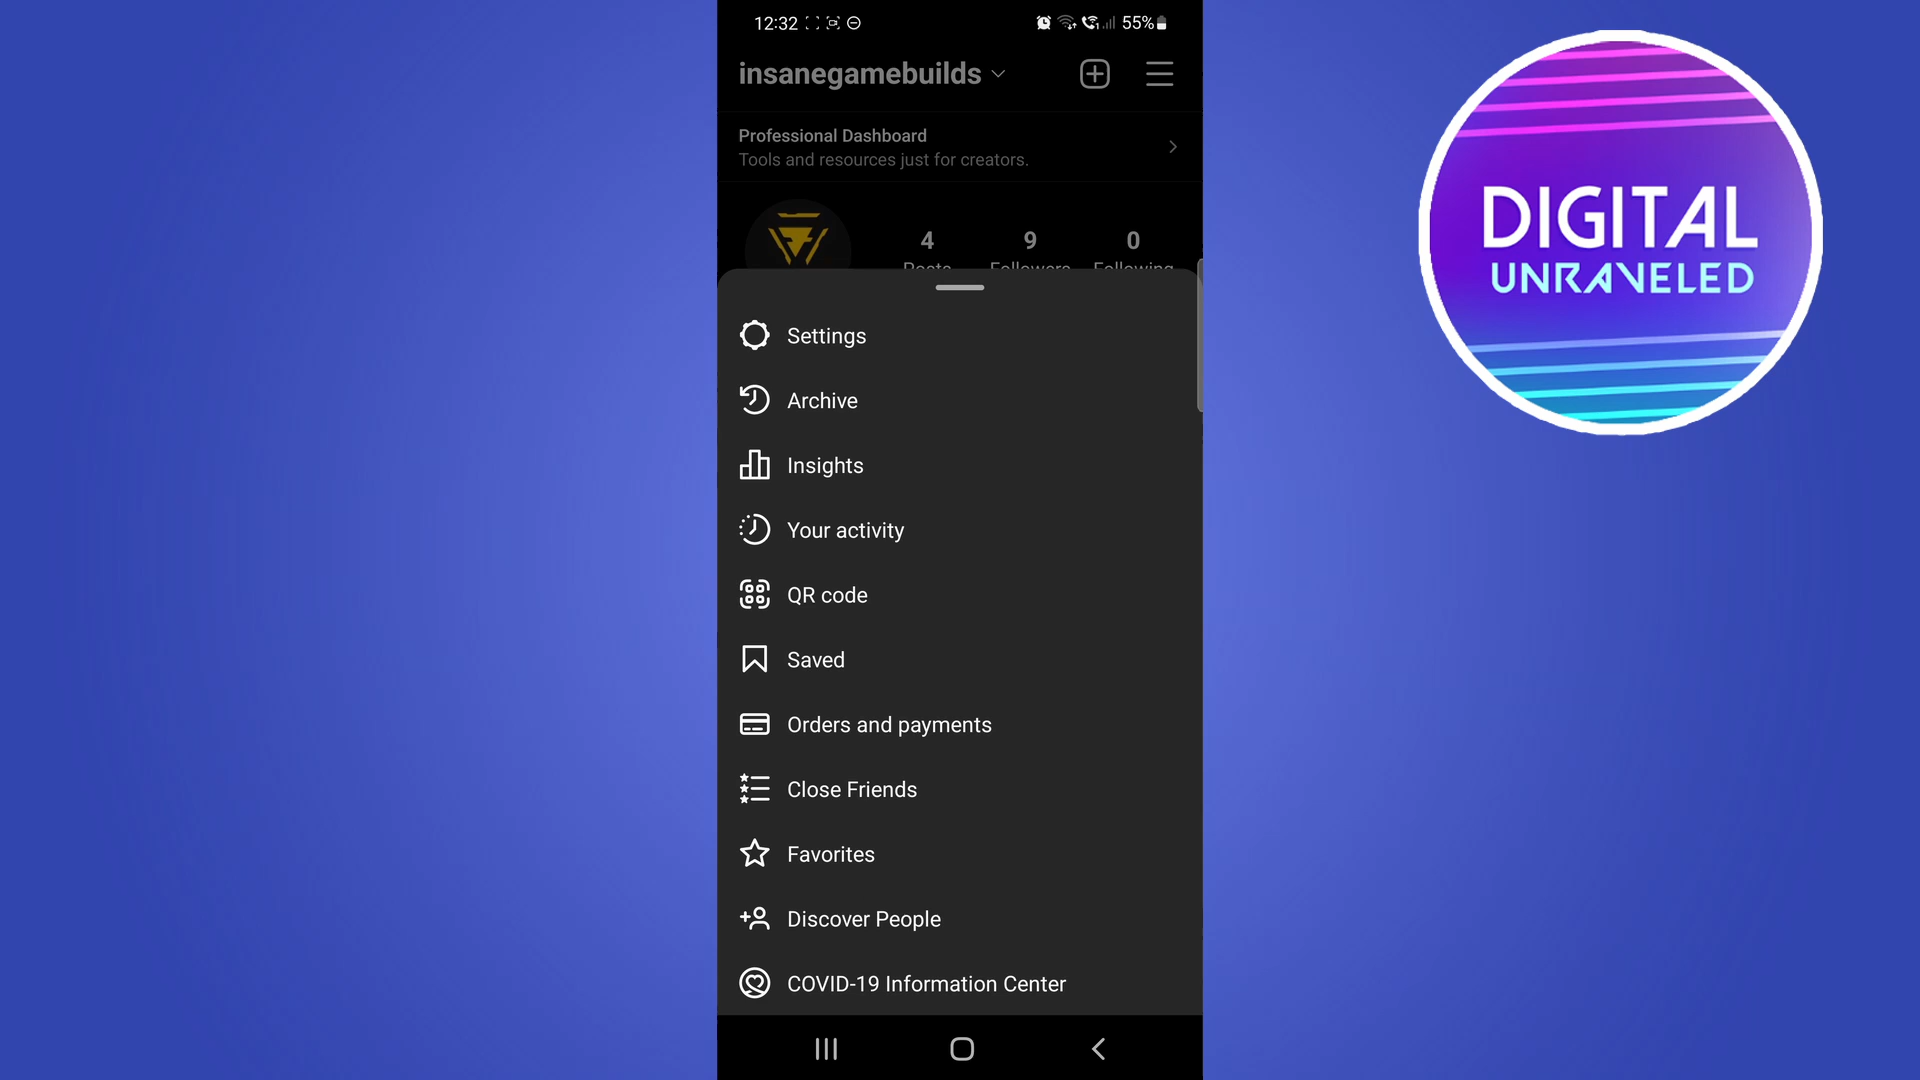 12:32
55%
insanegamebuilds
Professional Dashboard
Tools and resources just for creators.
4 9 0
Posts Followers Following
Settings
Archive
Insights
Your activity
QR code
Saved
Orders and payments
Close Friends
Favorites
Discover People
COVID-19 Information Center
DIGITAL
UNRAVELED